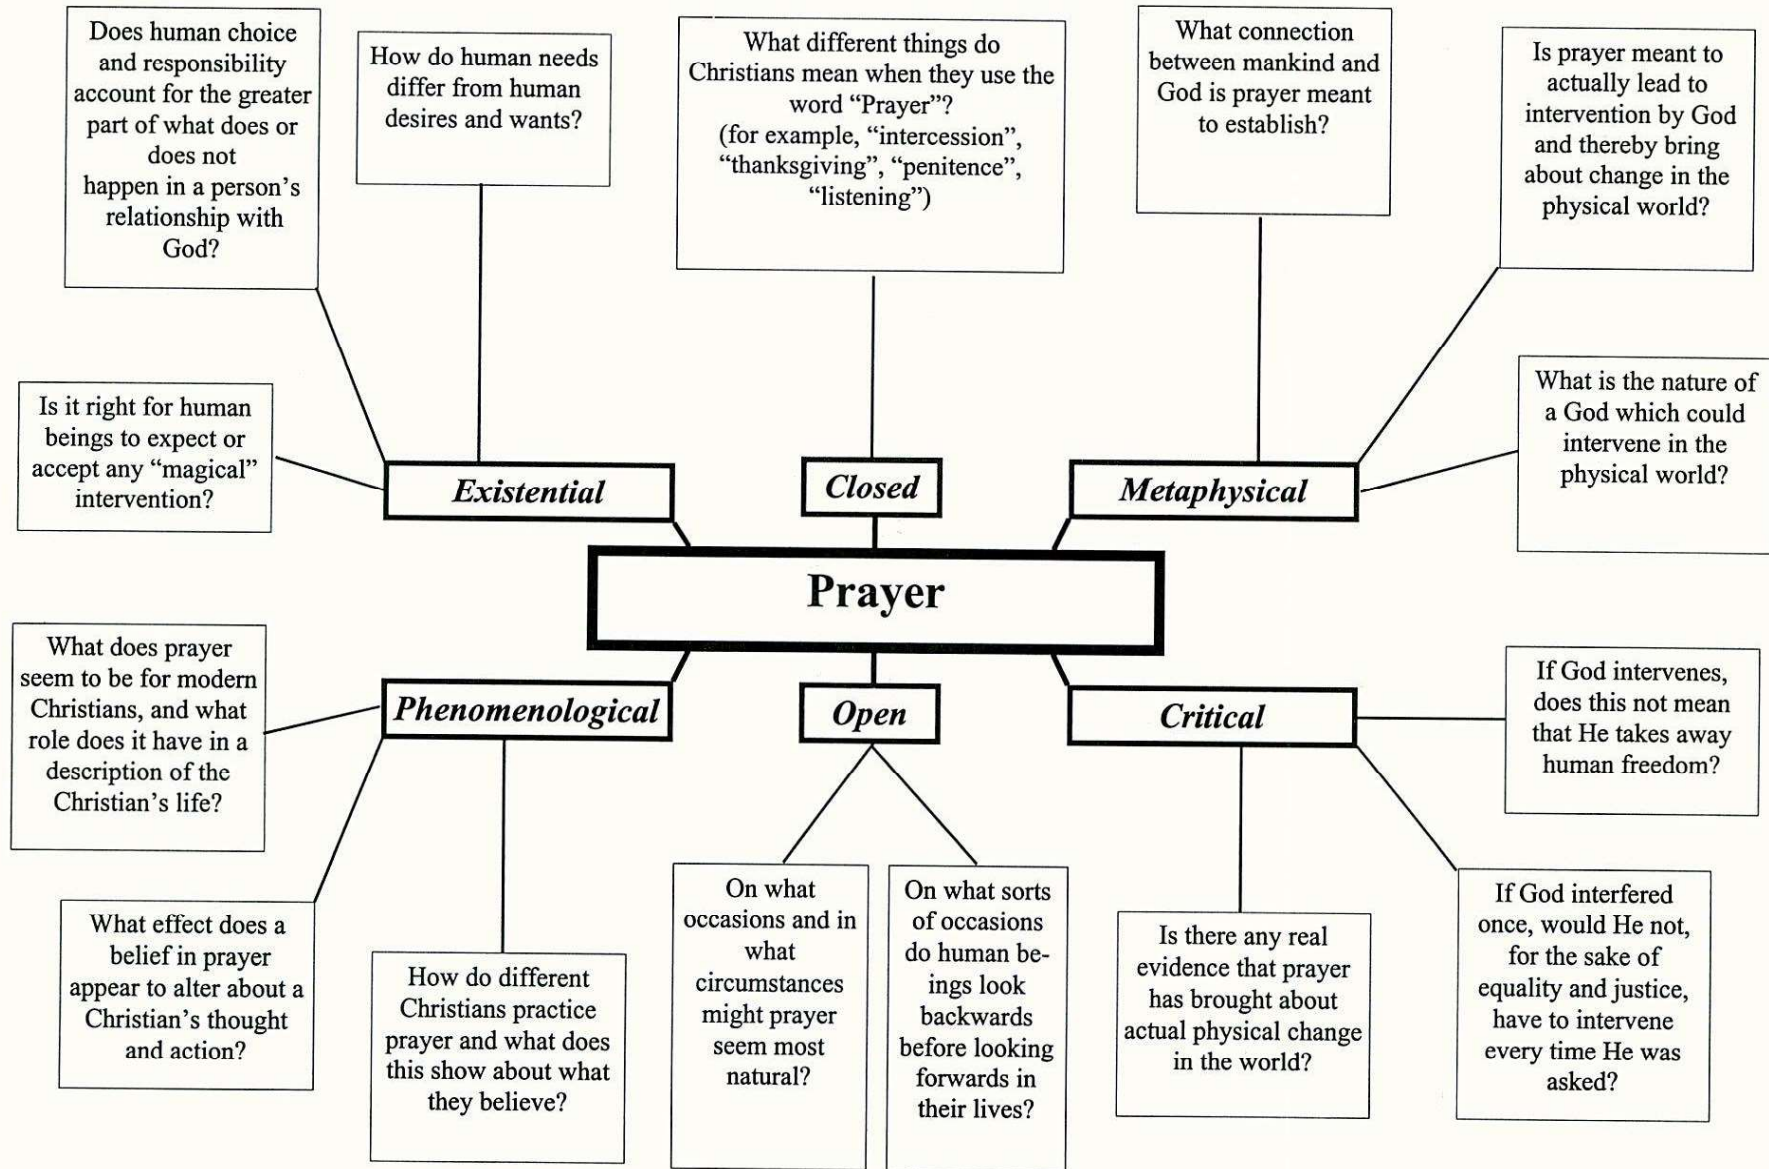 Does human choice
and responsibility
account for the greater
part of what does or
does not
happen in a person's
relationship with
God?
How do human needs
differ from human
desires and wants?
What different things do
Christians mean when they use the
word “Prayer”?
(for example, “intercession”,
“thanksgiving”, “penitence”,
“listening”)
What connection
between mankind and
God is prayer meant
to establish?
Is prayer meant to
actually lead to
intervention by God
and thereby bring
about change in the
physical world?
Is it right for human
beings to expect or
accept any “magical”
intervention?
What is the nature of
a God which could
intervene in the
physical world?
Existential
Closed
Metaphysical
Prayer
Phenomenological
Open
Critical
What does prayer
seem to be for modern
Christians, and what
role does it have in a
description of the
Christian's life?
If God intervenes,
does this not mean
that He takes away
human freedom?
What effect does a
belief in prayer
appear to alter about a
Christian's thought
and action?
How do different
Christians practice
prayer and what does
this show about what
they believe?
On what
occasions and in
what
circumstances
might prayer
seem most
natural?
On what sorts
of occasions
do human be-
ings look
backwards
before looking
forwards in
their lives?
Is there any real
evidence that prayer
has brought about
actual physical change
in the world?
If God interfered
once, would He not,
for the sake of
equality and justice,
have to intervene
every time He was
asked?